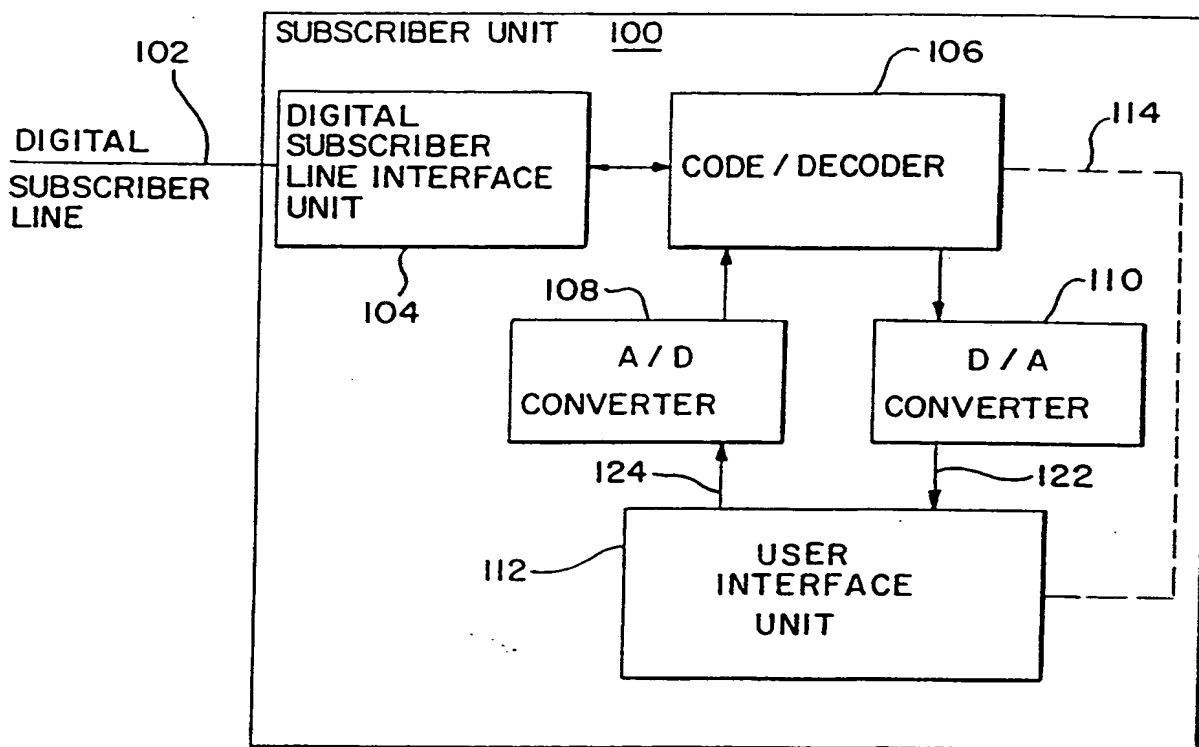 SUBSCRIBER UNIT 100
102
106
114
DIGITAL
SUBSCRIBER
LINE
DIGITAL
SUBSCRIBER
LINE INTERFACE
UNIT
CODE / DECODER
104
108
110
A / D
CONVERTER
D / A
CONVERTER
124
122
112
USER
INTERFACE
UNIT